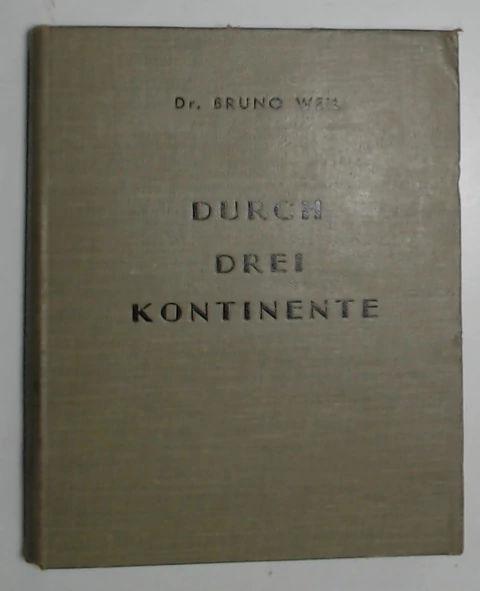 Dr. BRUNO WEIL
DURCH
DREI
KONTINENTE